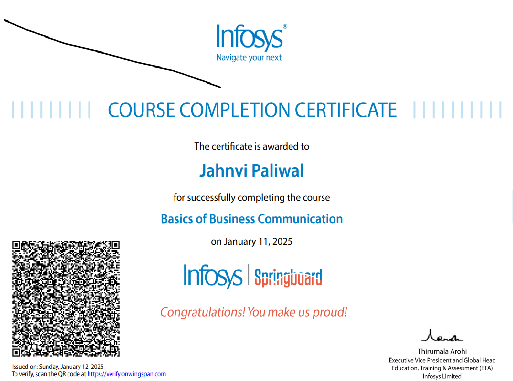 Infosys®
Navigate your next
COURSE COMPLETION CERTIFICATE
The certificate is awarded to
Jahnvi Paliwal
for successfully completing the course
Basics of Business Communication
on January 11, 2025
Infosys | Springboard
Congratulations! You make us proud!
Issued on: Sunday, January 12, 2025
To verify, scan the QR code at https://verify.onwingspan.com
Thirumala Arohi
Executive Vice President and Global Head
Education, Training & Assessment (ETA)
Infosys Limited